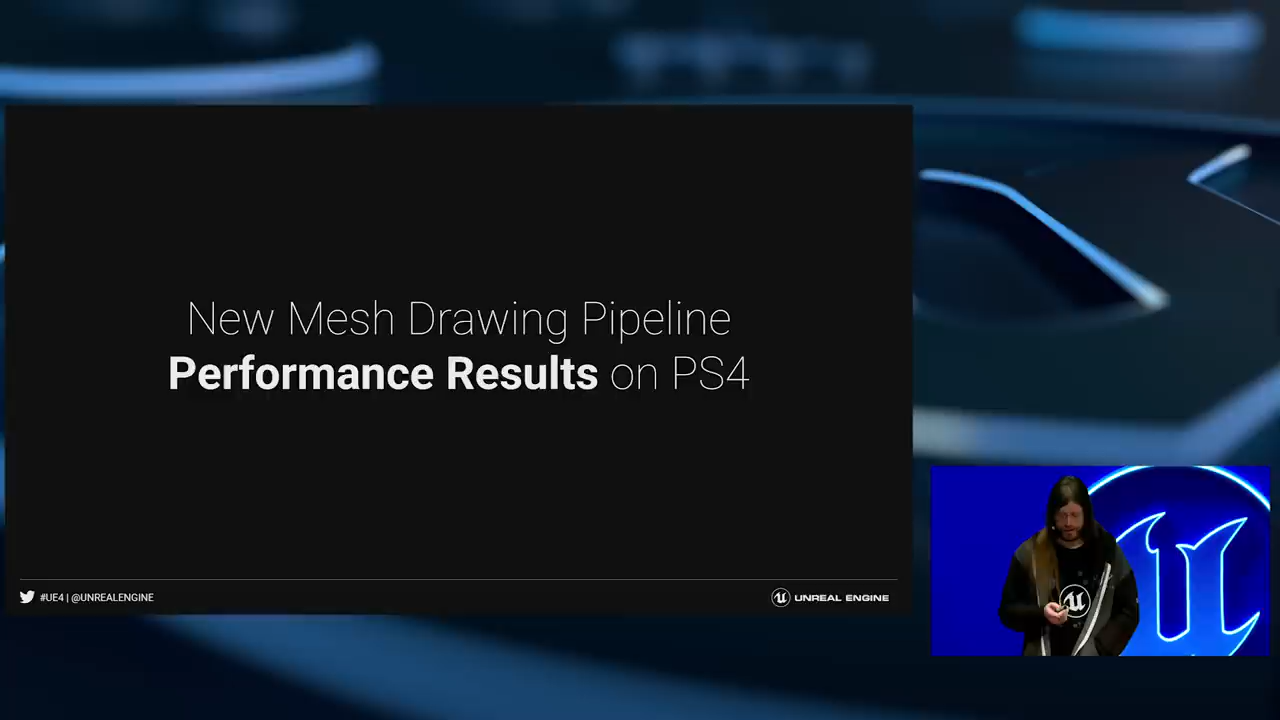 New Mesh Drawing Pipeline
Performance Results on PS4
#UE4 | @UNREALENGINE
UNREAL ENGINE